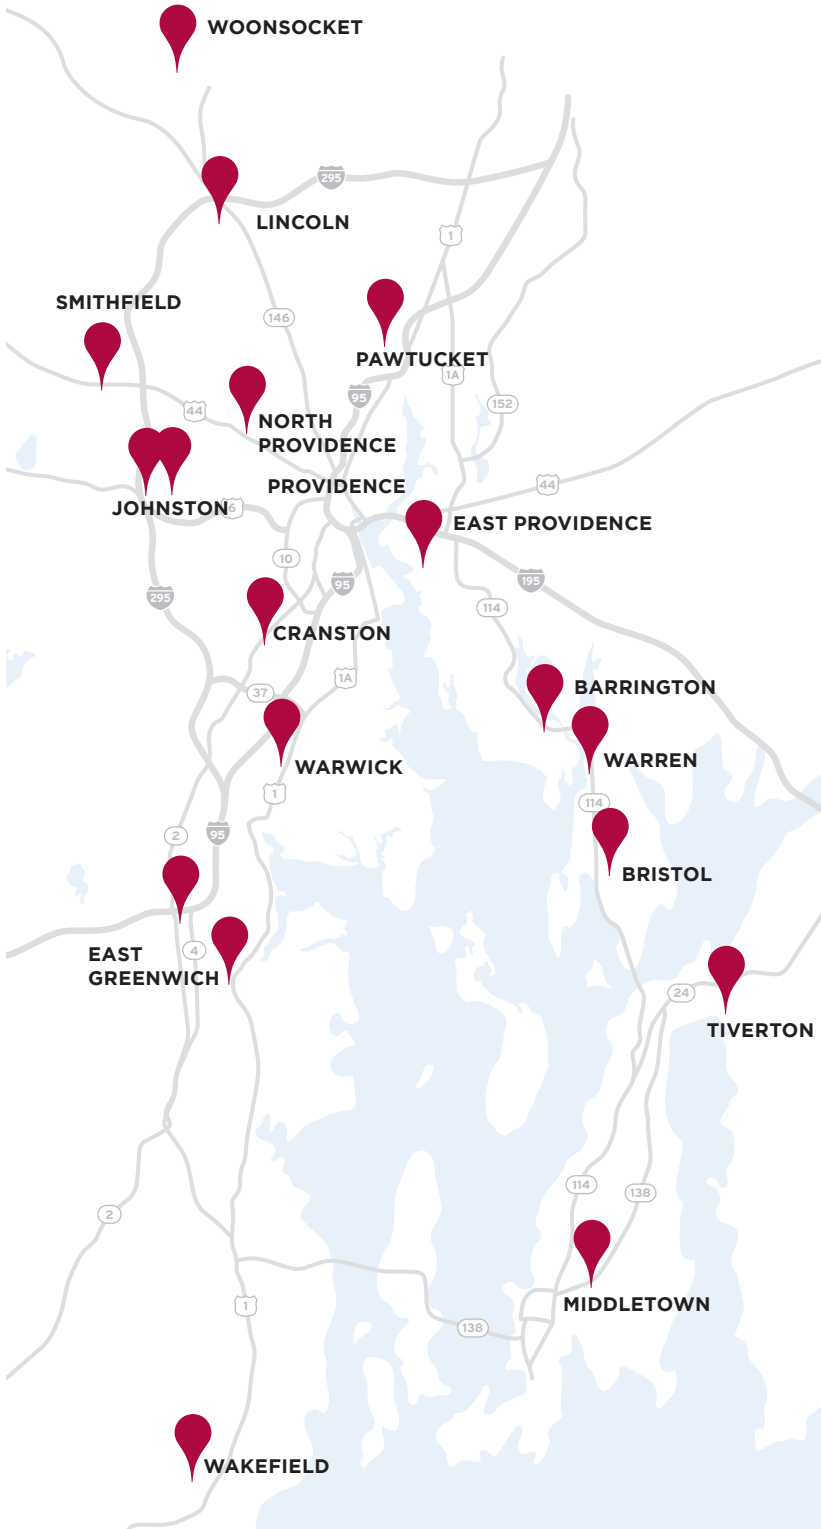 WOONSOCKET
295
LINCOLN
1
SMITHFIELD
146
PAWTUCKET
1A
95
152
44
NORTH
PROVIDENCE
PROVIDENCE
44
JOHNSTON
6
EAST PROVIDENCE
10
95
195
295
114
CRANSTON
1A
37
BARRINGTON
WARREN
WARWICK
1
114
2
95
BRISTOL
EAST
GREENWICH
4
24
TIVERTON
114
138
2
MIDDLETOWN
1
138
WAKEFIELD